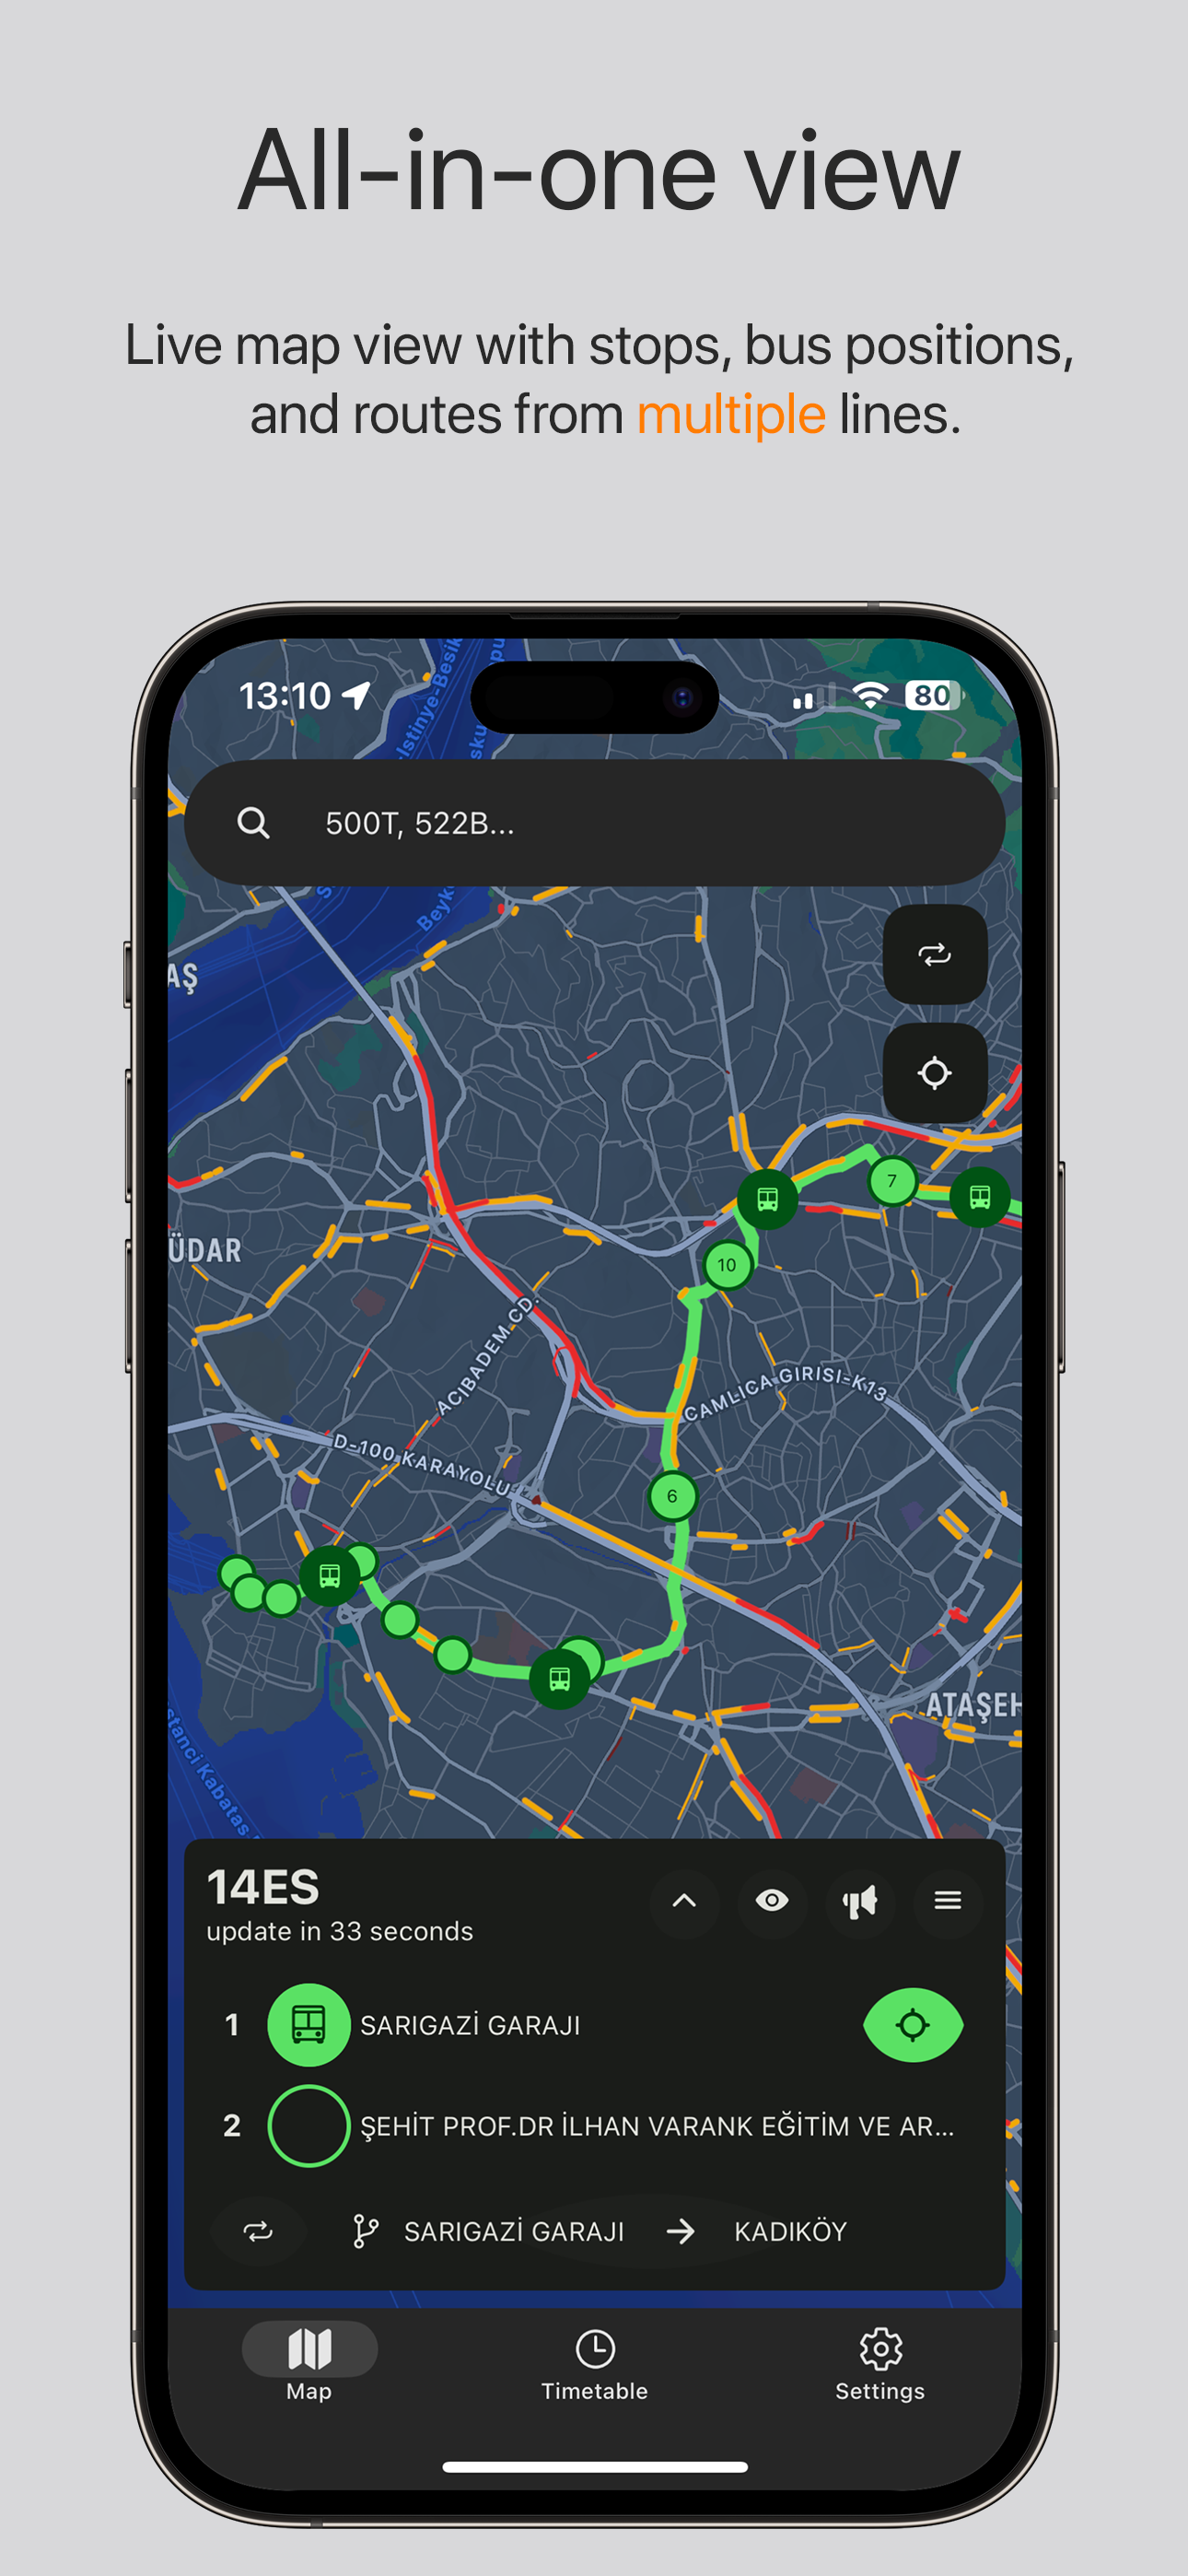 All-in-one view
Live map view with stops, bus positions,
and routes from multiple lines.
13:10
80
500T, 522B...
AŞ
ÜDAR
7
10
ACIBADEM CD.
CAMLICA GIRISI-K13
D-100 KARAYOLU
6
ATAŞEH
stanci Kabatas
14ES
update in 33 seconds
1 SARIGAZİ GARAJI
2 ŞEHİT PROF.DR İLHAN VARANK EĞİTİM VE AR...
SARIGAZİ GARAJI → KADIKÖY
Map
Timetable
Settings